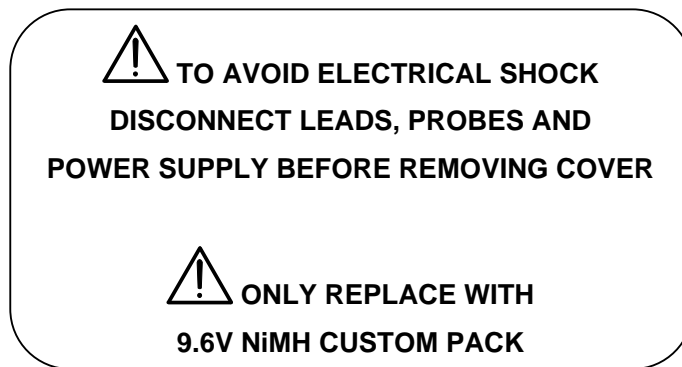 TO AVOID ELECTRICAL SHOCK
DISCONNECT LEADS, PROBES AND
POWER SUPPLY BEFORE REMOVING COVER
ONLY REPLACE WITH
9.6V NiMH CUSTOM PACK